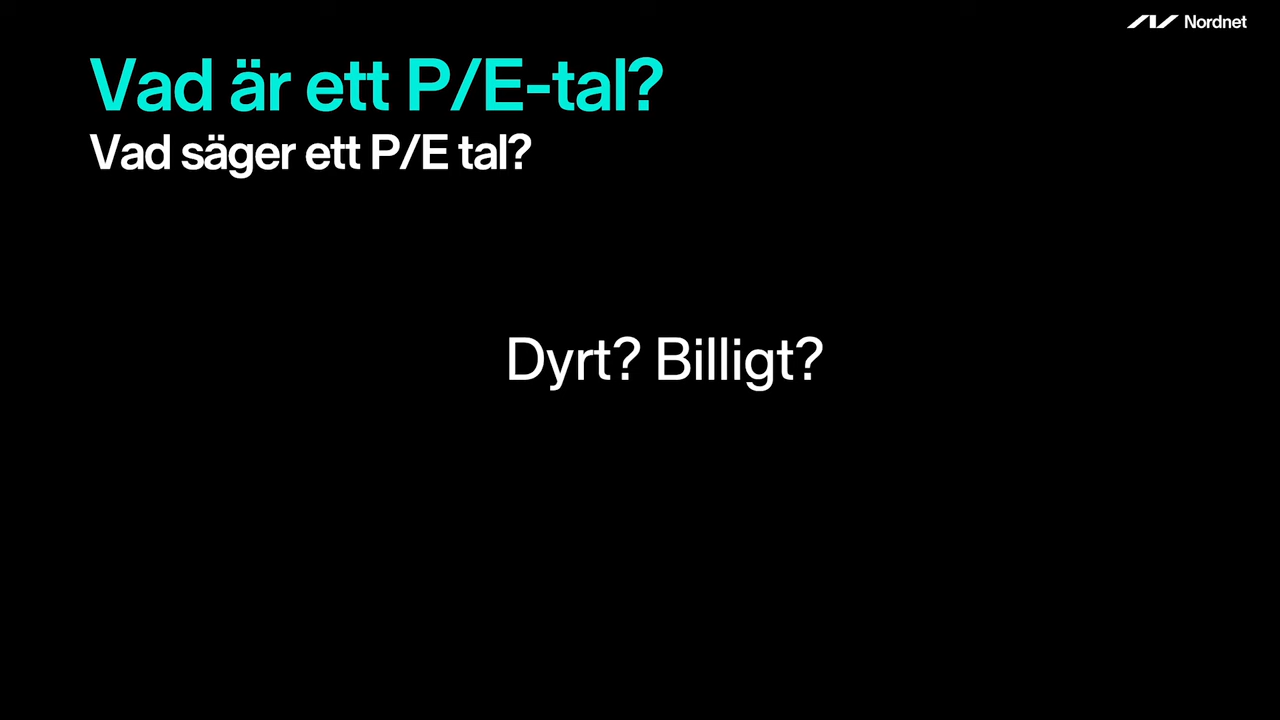 Nordnet
Vad är ett P/E-tal?
Vad säger ett P/E tal?
Dyrt? Billigt?